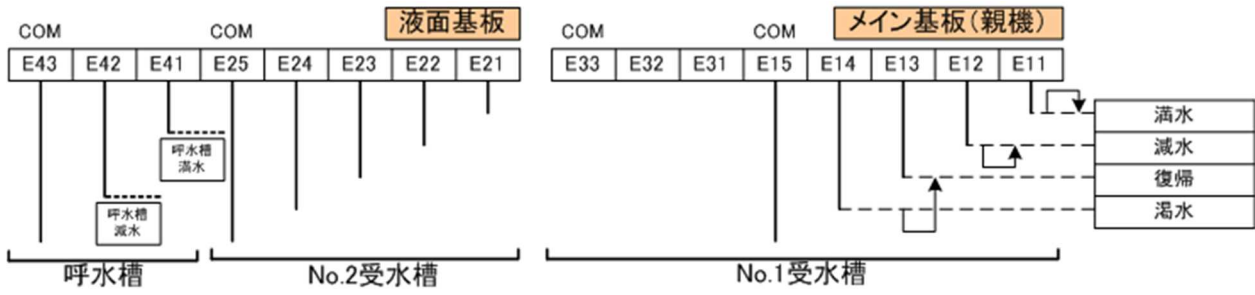 COM
COM
液面基板
COM
COM
メイン基板(親機)
E43 E42 E41 E25 E24 E23 E22 E21
E33 E32 E31 E15 E14 E13 E12 E11
満水
減水
復帰
渇水
呼水槽
満水
呼水槽
減水
呼水槽
No.2受水槽
No.1受水槽